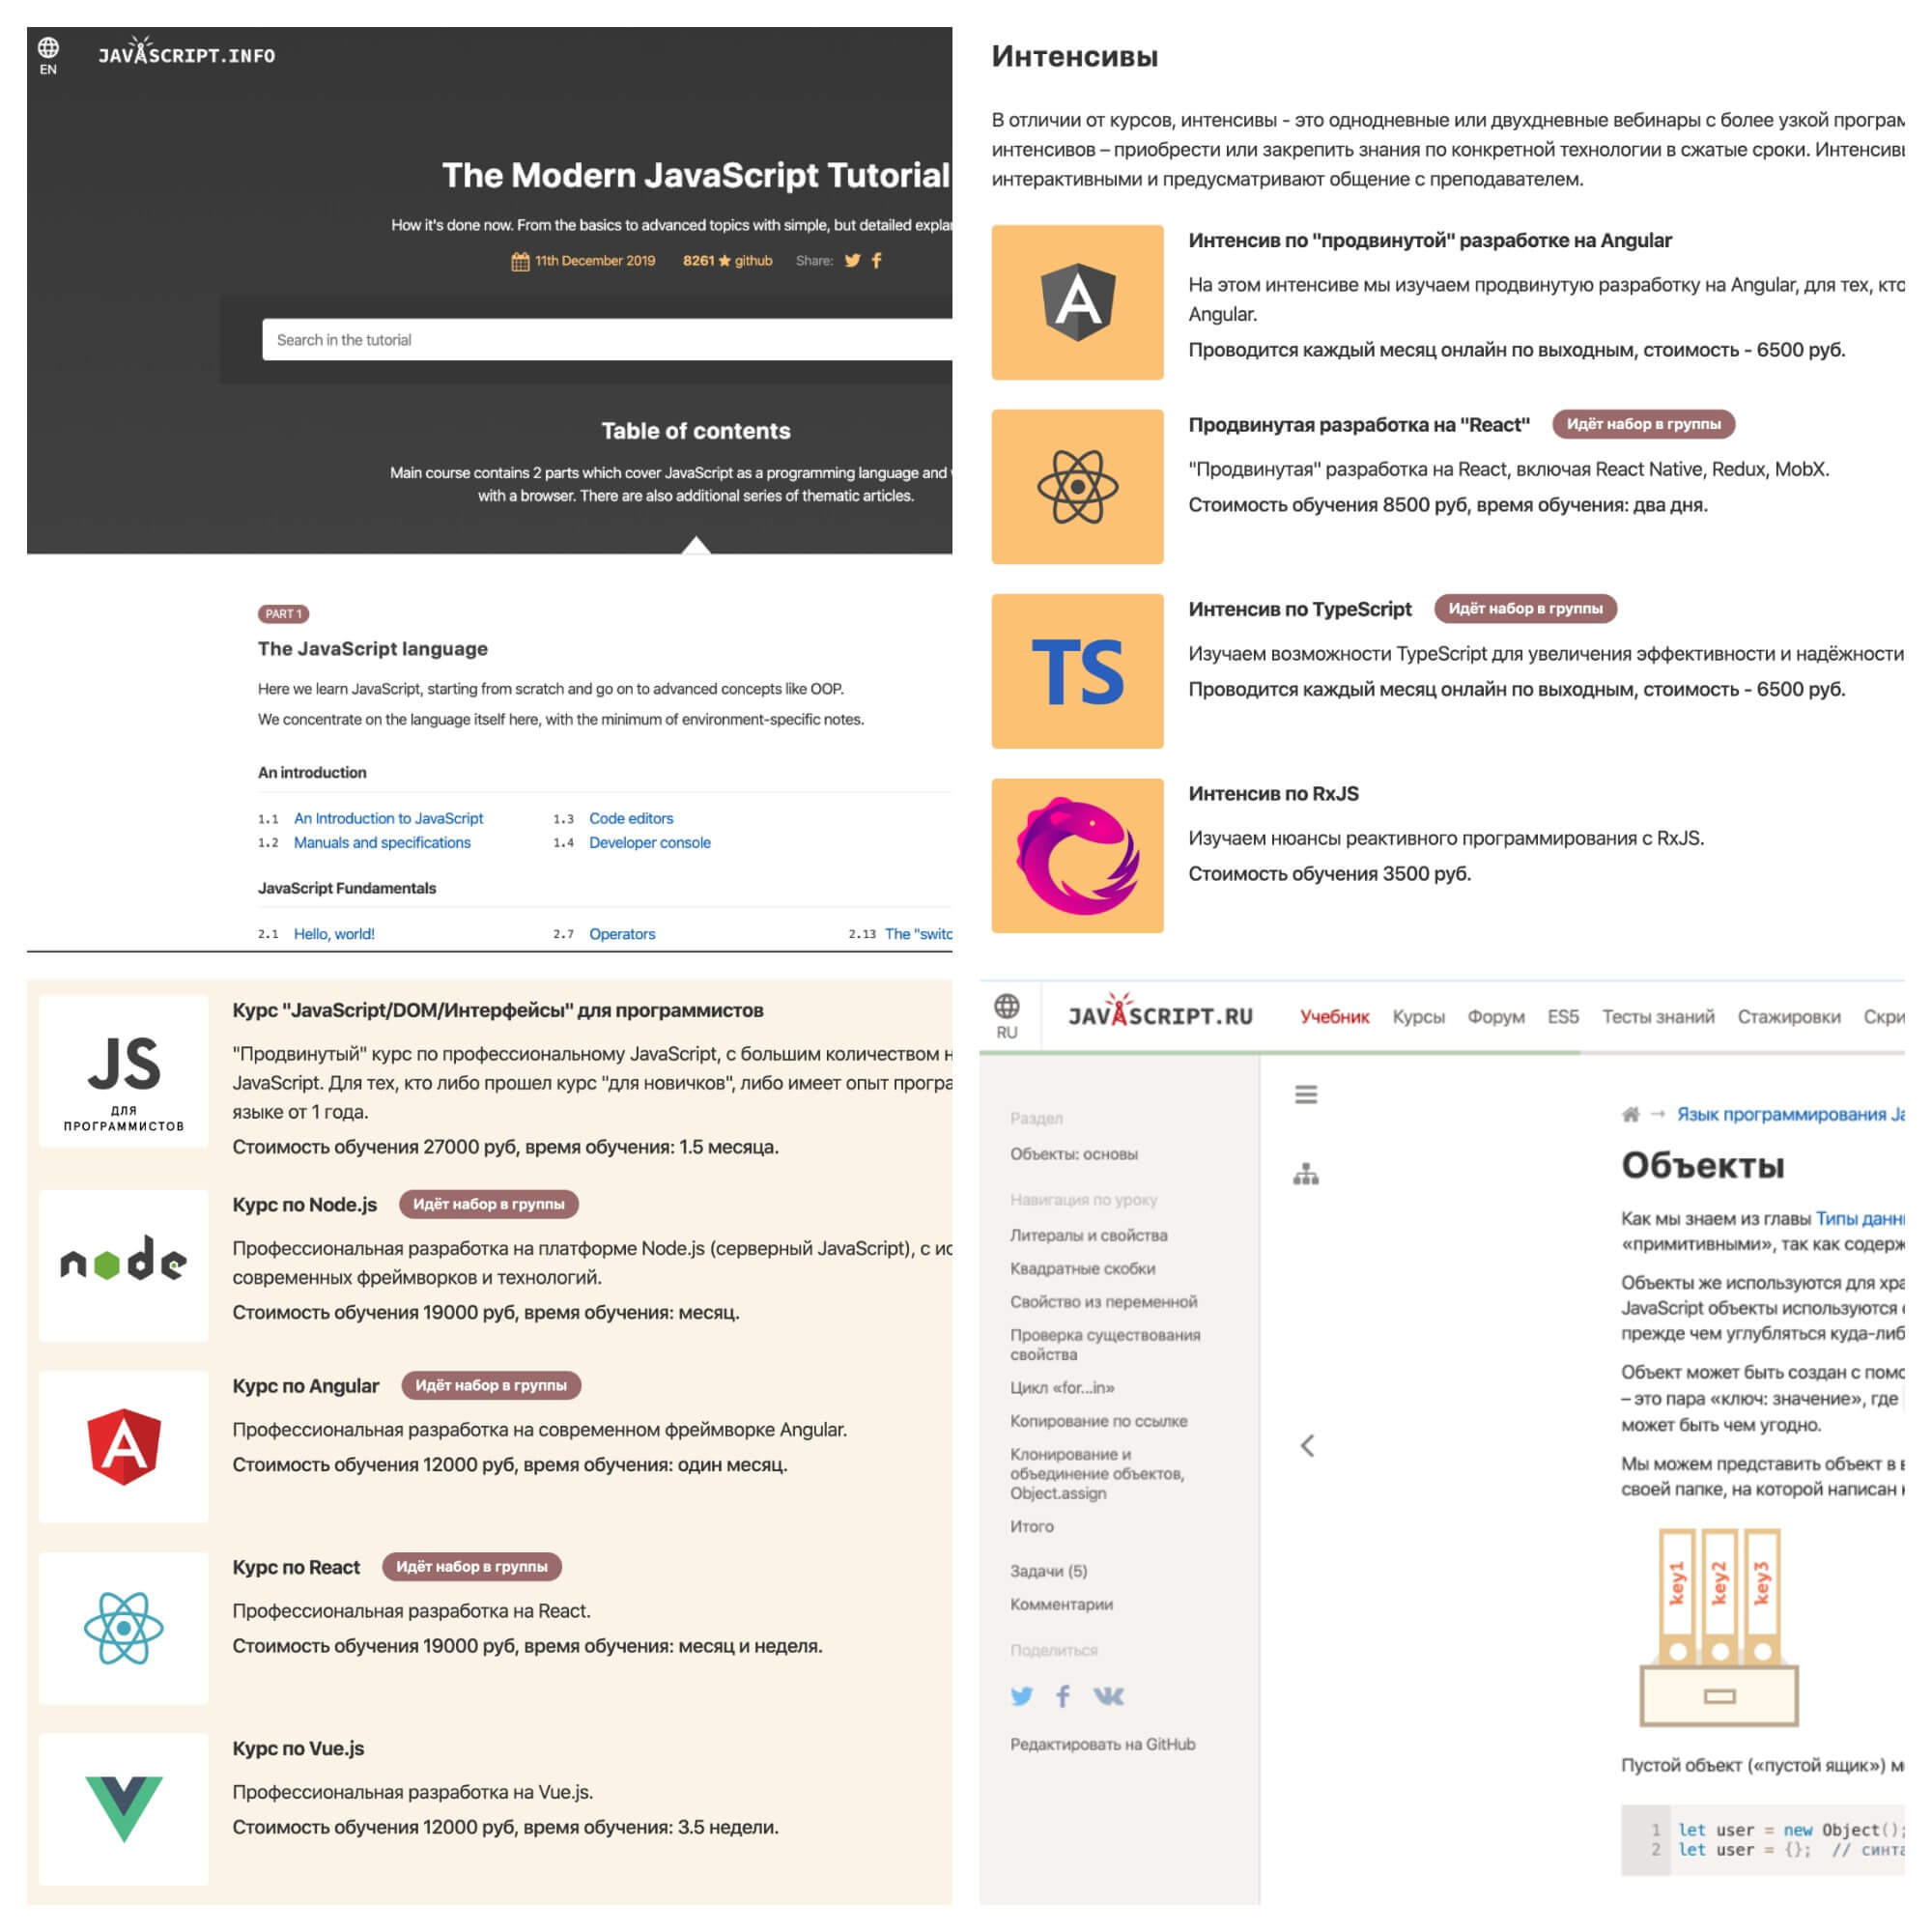 EN
JAVASCRIPT.INFO
The Modern JavaScript Tutorial
How it's done now. From the basics to advanced topics with simple, but detailed
11th December 2019 8261 github Share:
Search in the tutorial
Table of contents
Main course contains 2 parts which cover JavaScript as a programming language and
with a browser. There are also additional series of thematic articles.
PART 1
The JavaScript language
Here we learn JavaScript, starting from scratch and go on to advanced concepts like OOP.
We concentrate on the language itself here, with the minimum of environment-specific notes.
An introduction
1.1 An Introduction to JavaScript 1.3 Code editors
1.2 Manuals and specifications 1.4 Developer console
JavaScript Fundamentals
2.1 Hello, world! 2.7 Operators 2.13 The "switc
Интенсивы
В отличии от курсов, интенсивы - это однодневные или двухдневные вебинары с более узкой програм
интенсивов – приобрести или закрепить знания по конкретной технологии в сжатые сроки. Интенсивы
интерактивными и предусматривают общение с преподавателем.
Интенсив по "продвинутой" разработке на Angular
На этом интенсиве мы изучаем продвинутую разработку на Angular, для тех, кто
Angular.
Проводится каждый месяц онлайн по выходным, стоимость - 6500 руб.
Продвинутая разработка на "React" Идёт набор в группы
"Продвинутая" разработка на React, включая React Native, Redux, MobX.
Стоимость обучения 8500 руб, время обучения: два дня.
TS
Интенсив по TypeScript Идёт набор в группы
Изучаем возможности TypeScript для увеличения эффективности и надёжности
Проводится каждый месяц онлайн по выходным, стоимость - 6500 руб.
Интенсив по RxJS
Изучаем нюансы реактивного программирования с RxJS.
Стоимость обучения 3500 руб.
JS
ДЛЯ
ПРОГРАММИСТОВ
Курс "JavaScript/DOM/Интерфейсы" для программистов
"Продвинутый" курс по профессиональному JavaScript, с большим количеством н
JavaScript. Для тех, кто либо прошел курс "для новичков", либо имеет опыт програ
языке от 1 года.
Стоимость обучения 27000 руб, время обучения: 1.5 месяца.
node
Курс по Node.js Идёт набор в группы
Профессиональная разработка на платформе Node.js (серверный JavaScript), с ис
современных фреймворков и технологий.
Стоимость обучения 19000 руб, время обучения: месяц.
Курс по Angular Идёт набор в группы
Профессиональная разработка на современном фреймворке Angular.
Стоимость обучения 12000 руб, время обучения: один месяц.
Курс по React Идёт набор в группы
Профессиональная разработка на React.
Стоимость обучения 19000 руб, время обучения: месяц и неделя.
Курс по Vue.js
Профессиональная разработка на Vue.js.
Стоимость обучения 12000 руб, время обучения: 3.5 недели.
RU
JAVASCRIPT.RU
Учебник Курсы Форум ES5 Тесты знаний Стажировки Скри
Раздел
Объекты: основы
Навигация по уроку
Литералы и свойства
Квадратные скобки
Свойство из переменной
Проверка существования
свойства
Цикл «for...in»
Копирование по ссылке
Клонирование и
объединение объектов,
Object.assign
Итого
Задачи (5)
Комментарии
Поделиться
Редактировать на GitHub
Язык программирования Ja
Объекты
Как мы знаем из главы Типы данн
«примитивными», так как содерж
Объекты же используются для хра
JavaScript объекты используются
прежде чем углубляться куда-либ
Объект может быть создан с помо
– это пара «ключ: значение», где
может быть чем угодно.
Мы можем представить объект в
своей папке, на которой написан
key1 key2 key3
Пустой объект («пустой ящик») м
1 let user = new Object();
2 let user = {}; // синта